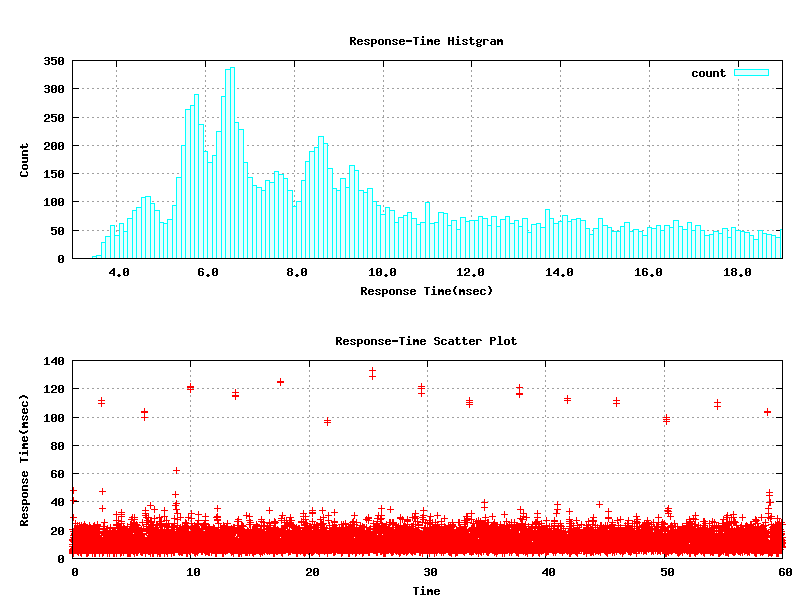 Response-Time Histgram
count
350
300
250
200
150
100
50
0
Count
4.0 6.0 8.0 10.0 12.0 14.0 16.0 18.0
Response Time(msec)
Response-Time Scatter Plot
140
120
100
80
60
40
20
0
Response Time(msec)
0 10 20 30 40 50 60
Time